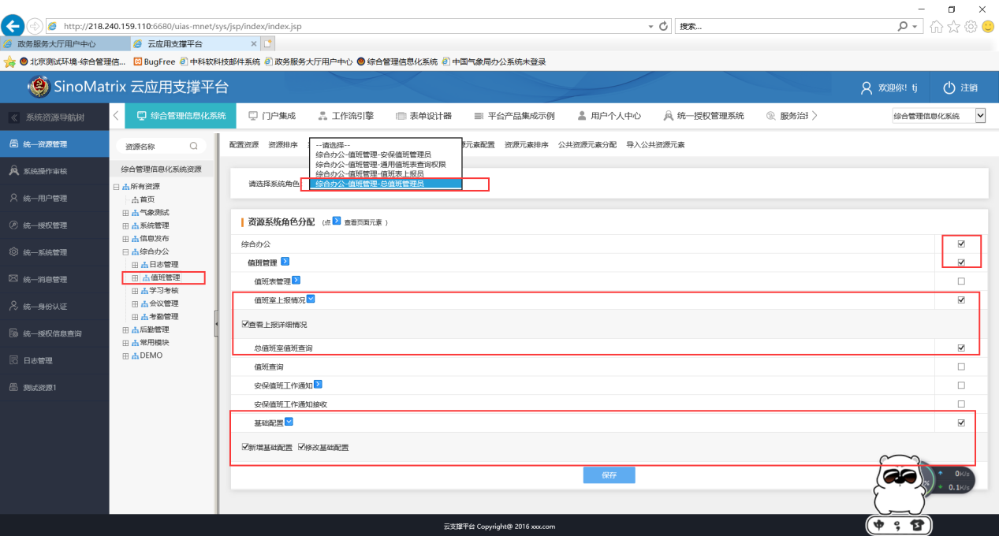 http://218.240.159.110:6680/uias-mnet/sys/jsp/index/index.jsp
搜索...
政务服务大厅用户中心
云应用支撑平台
北京测试环境-综合管理信... BugFree 中科软科技邮件系统 政务服务大厅用户中心 综合管理信息化系统 中国气象局办公系统未登录
SinoMatrix 云应用支撑平台
欢迎你! tj
注销
系统资源导航树
综合管理信息化系统 门户集成 工作流引擎 表单设计器 平台产品集成示例 用户个人中心 统一授权管理系统 服务治
综合管理信息化系统
统一资源管理
系统操作审核
统一用户管理
统一授权管理
统一系统管理
统一消息管理
统一身份认证
统一授权信息查询
日志管理
测试资源1
资源名称
综合管理信息化系统资源
所有资源
首页
气象测试
系统管理
信息发布
综合办公
日志管理
值班管理
学习考核
会议管理
考勤管理
后勤管理
常用模块
DEMO
配置资源 资源排序
元素配置 资源元素排序 公共资源元素分配 导入公共资源元素
--请选择--
综合办公-值班管理-安保值班管理员
综合办公-值班管理-通用值班表查询权限
综合办公-值班管理-值班表上报员
请选择系统角色
综合办公-值班管理-总值班管理员
资源系统角色分配 (点 查看页面元素 )
综合办公
值班管理
值班表管理
值班室上报情况
查看上报详细情况
总值班室值班查询
值班查询
安保值班工作通知
安保值班工作通知接收
基础配置
新增基础配置 修改基础配置
保存
%
0K/s
0.1K/s
中
云支撑平台 Copyright@ 2016 xxx.com